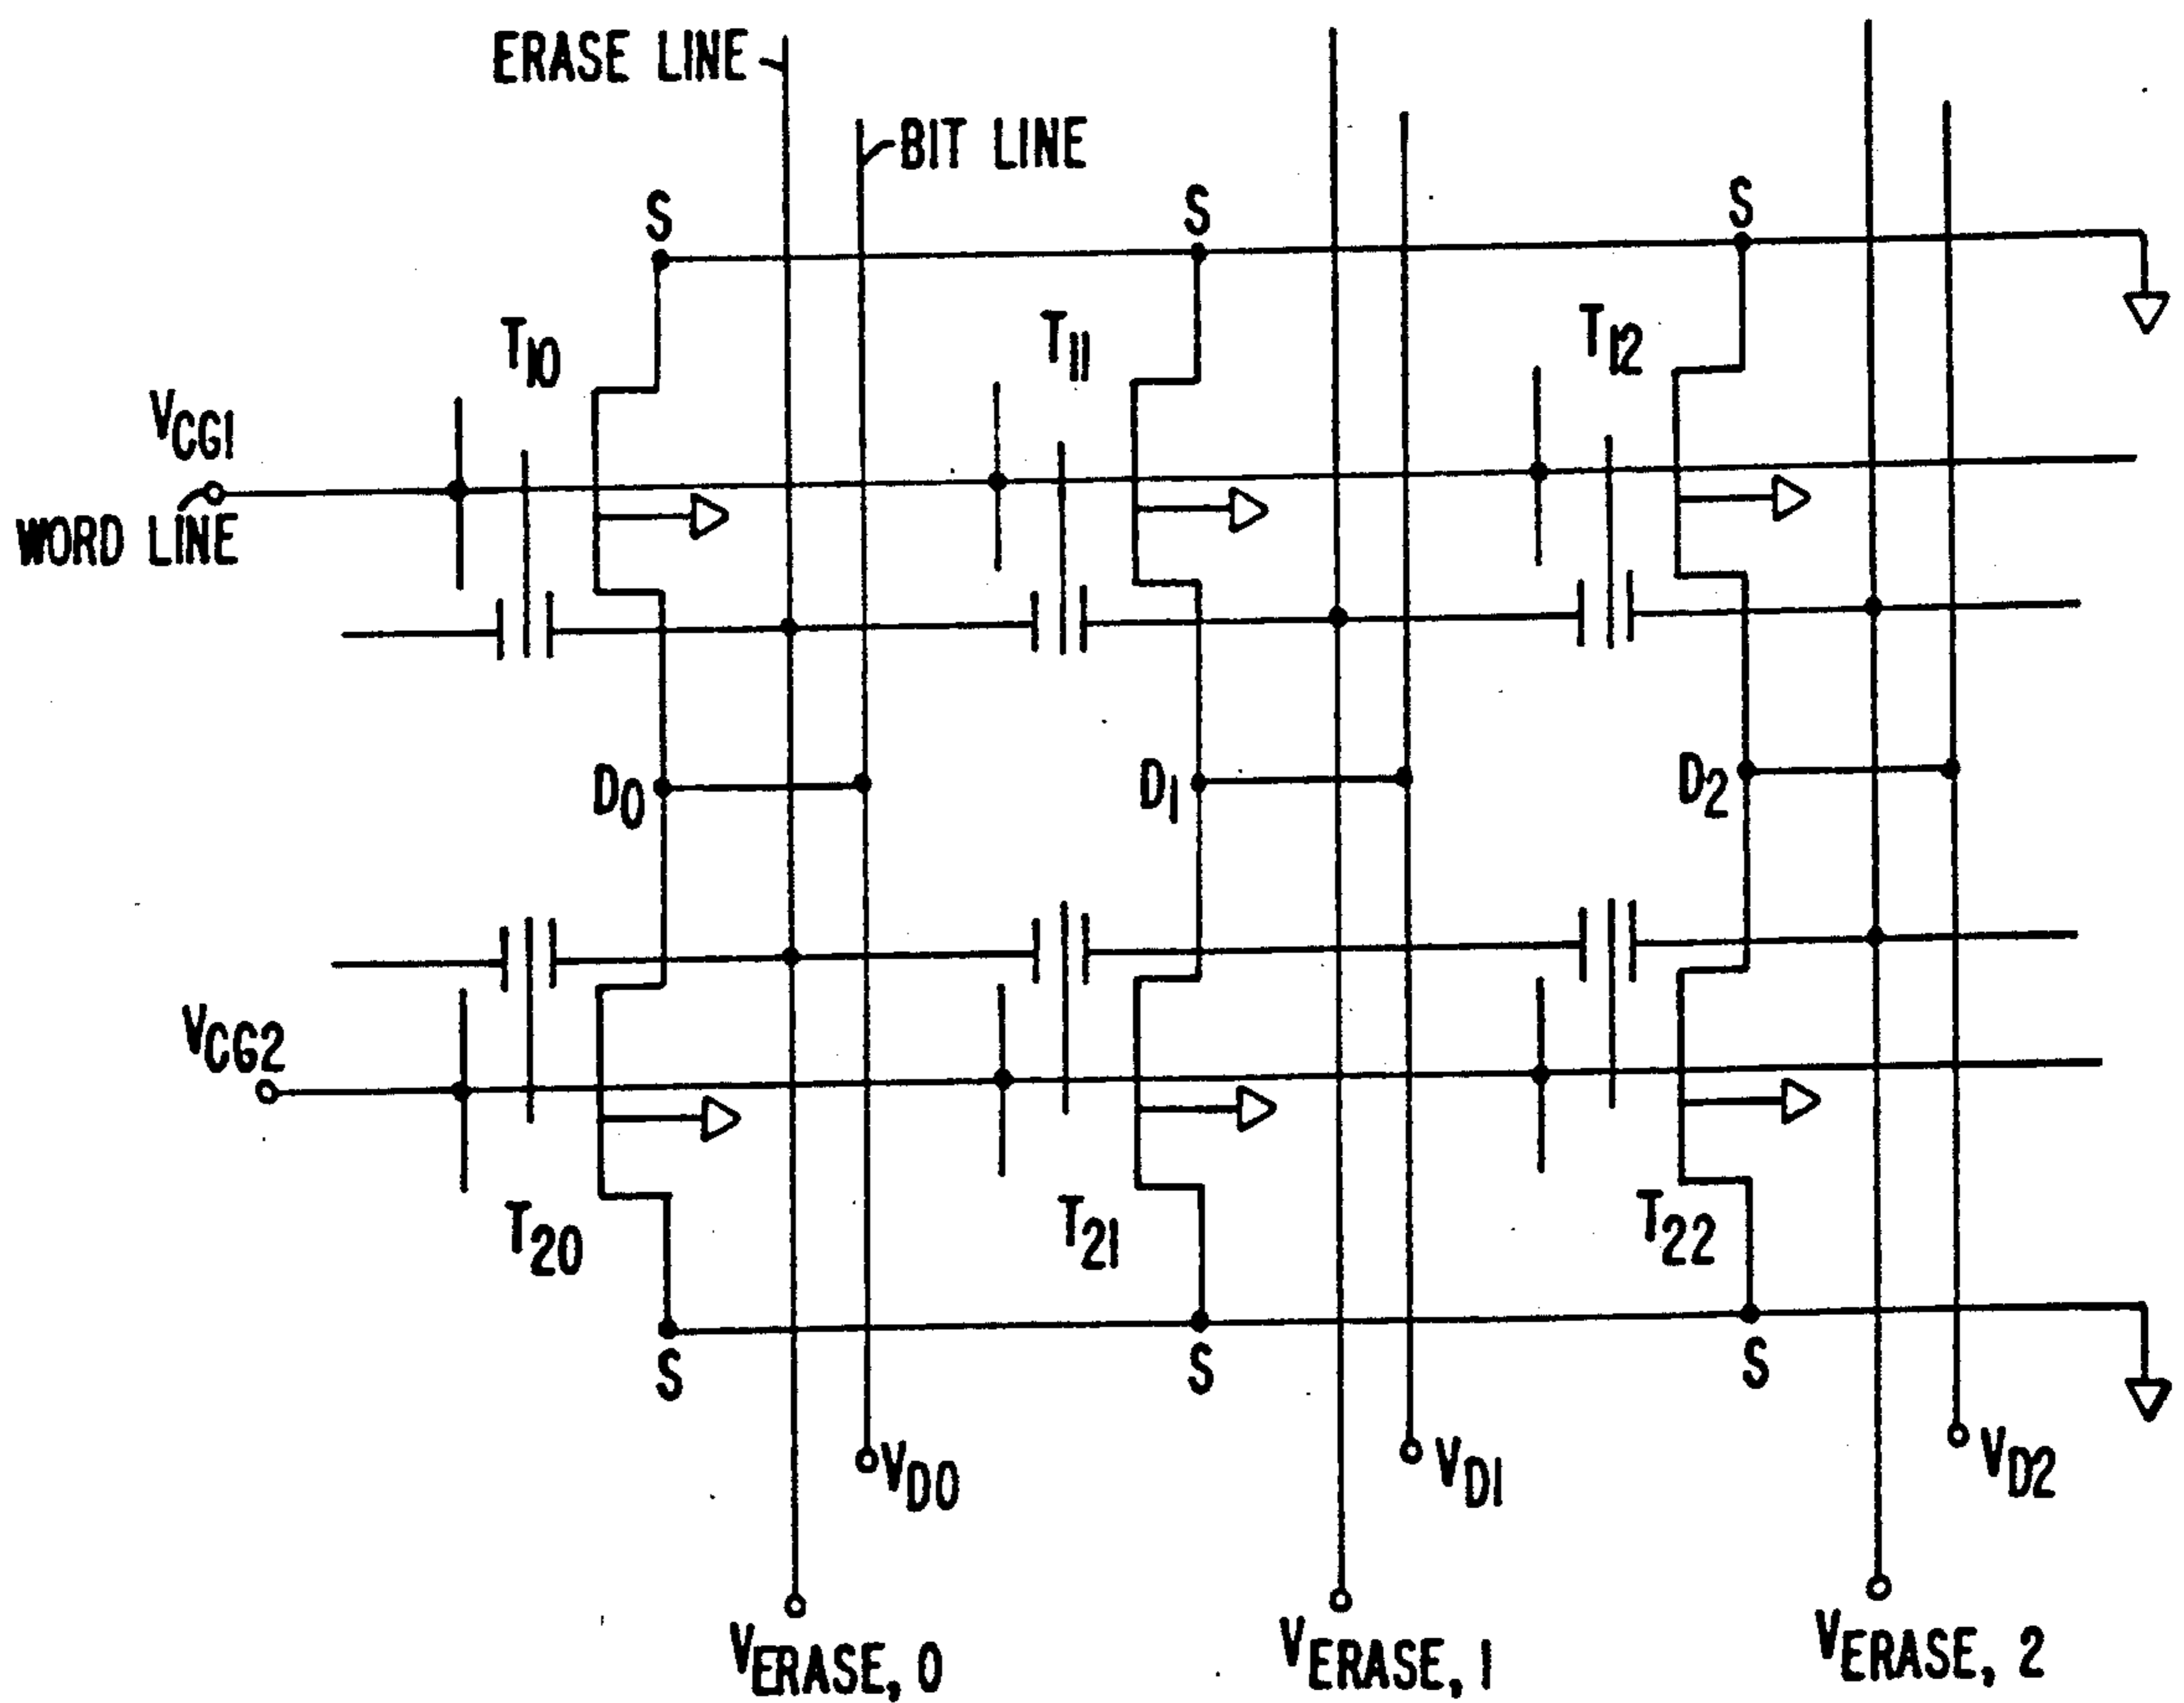 ERASE LINE
BIT LINE
S S S
T10 T11 T12
VCG1
WORD LINE
D0 D1 D2
VCG2
T20 T21 T22
S S S
VD0 VD1 VD2
VERASE, 0 VERASE, 1 VERASE, 2